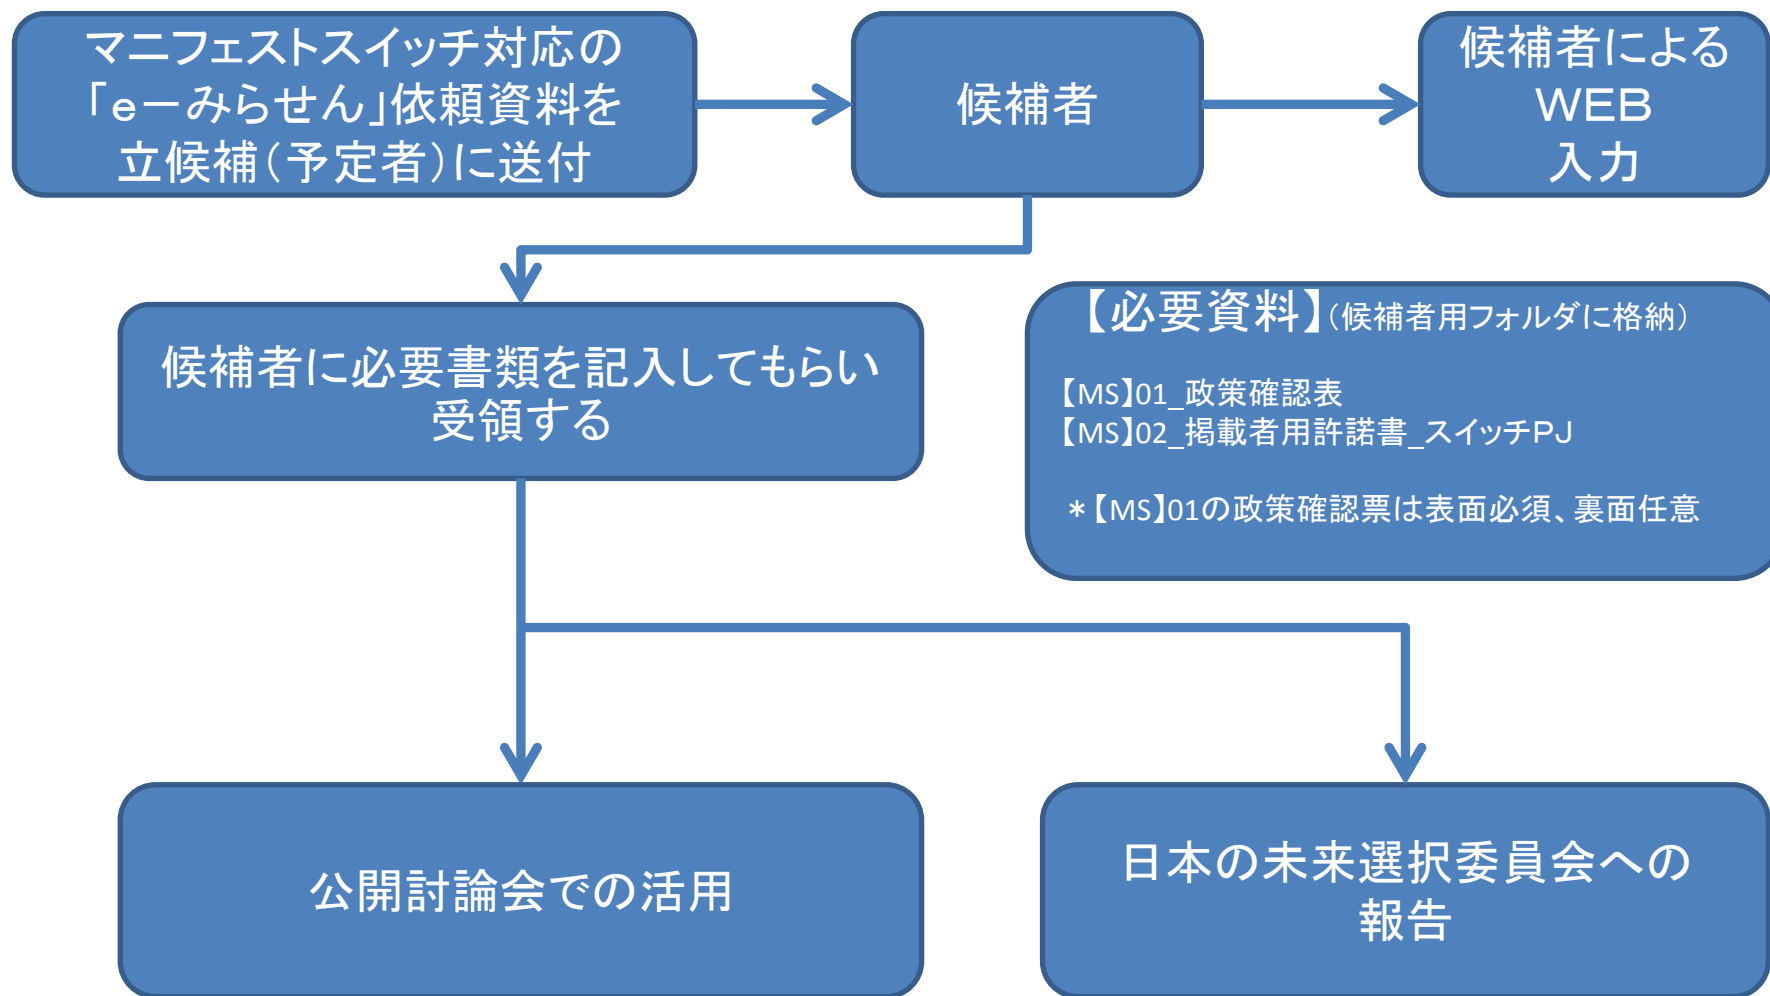 マニフェストスイッチ対応の
「eーみらせん」依頼資料を
立候補（予定者）に送付
候補者
候補者による
WEB
入力
候補者に必要書類を記入してもらい
受領する
【必要資料】（候補者用フォルダに格納）
【MS】01_政策確認表
【MS】02_掲載者用許諾書_スイッチPJ
*【MS】01の政策確認票は表面必須、裏面任意
公開討論会での活用
日本の未来選択委員会への
報告